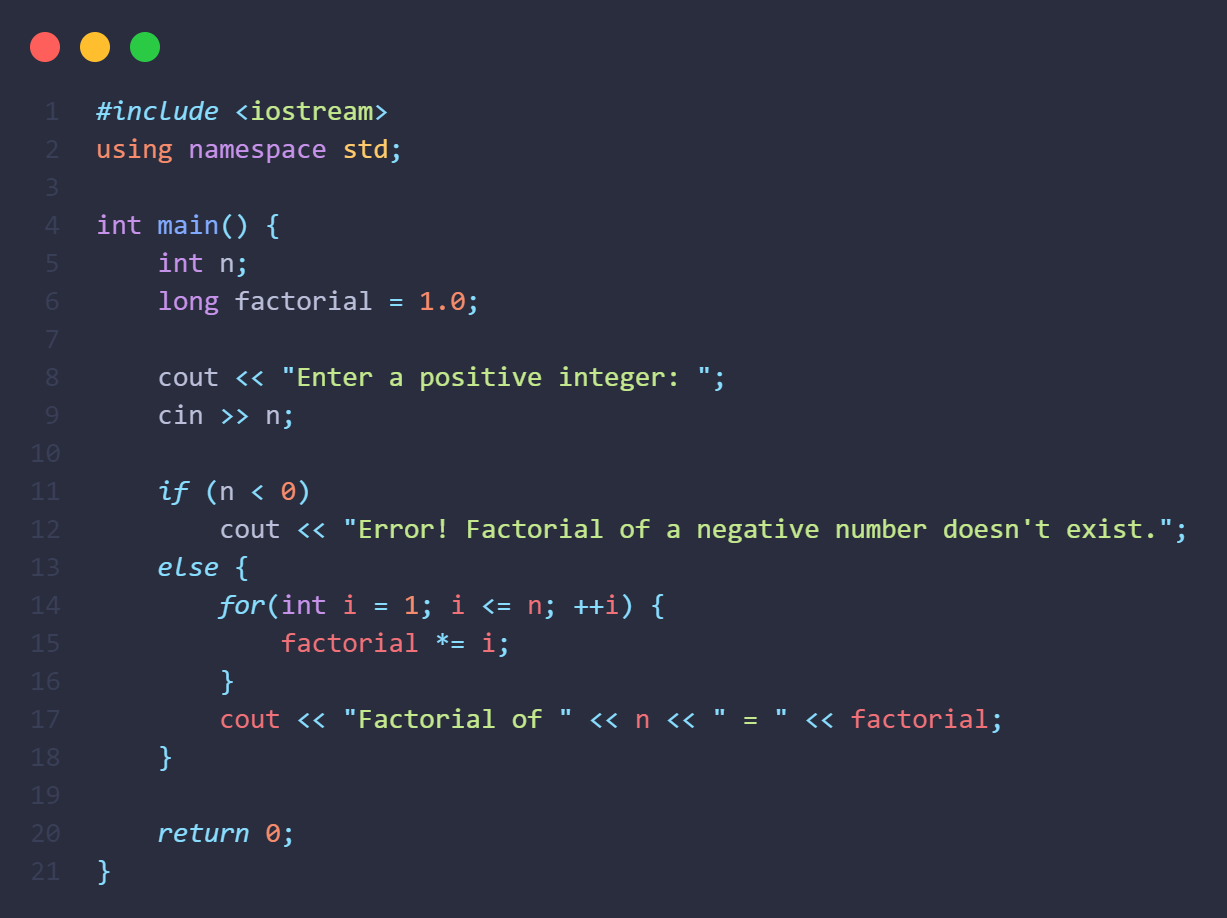 1 #include <iostream>
2 using namespace std;
3
4 int main() {
5     int n;
6     long factorial = 1.0;
7
8     cout << "Enter a positive integer: ";
9     cin >> n;
10
11     if (n < 0)
12         cout << "Error! Factorial of a negative number doesn't exist.";
13     else {
14         for(int i = 1; i <= n; ++i) {
15             factorial *= i;
16         }
17         cout << "Factorial of " << n << " = " << factorial;
18     }
19
20     return 0;
21 }